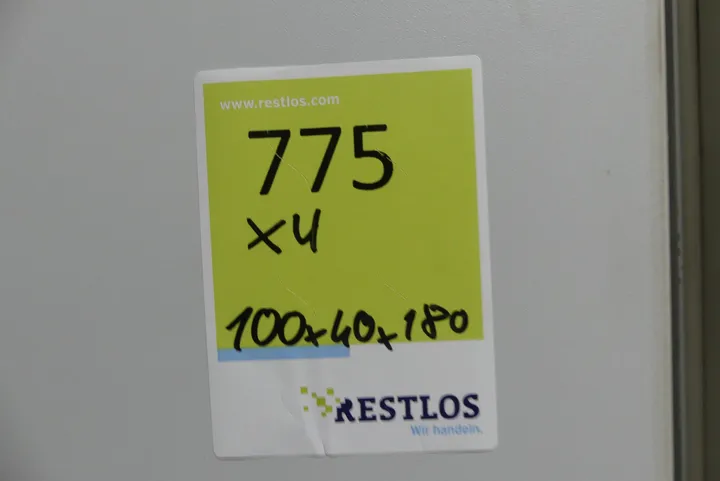 www.restlos.com
775
x4
100x40x180
RESTLOS
Wir handeln.